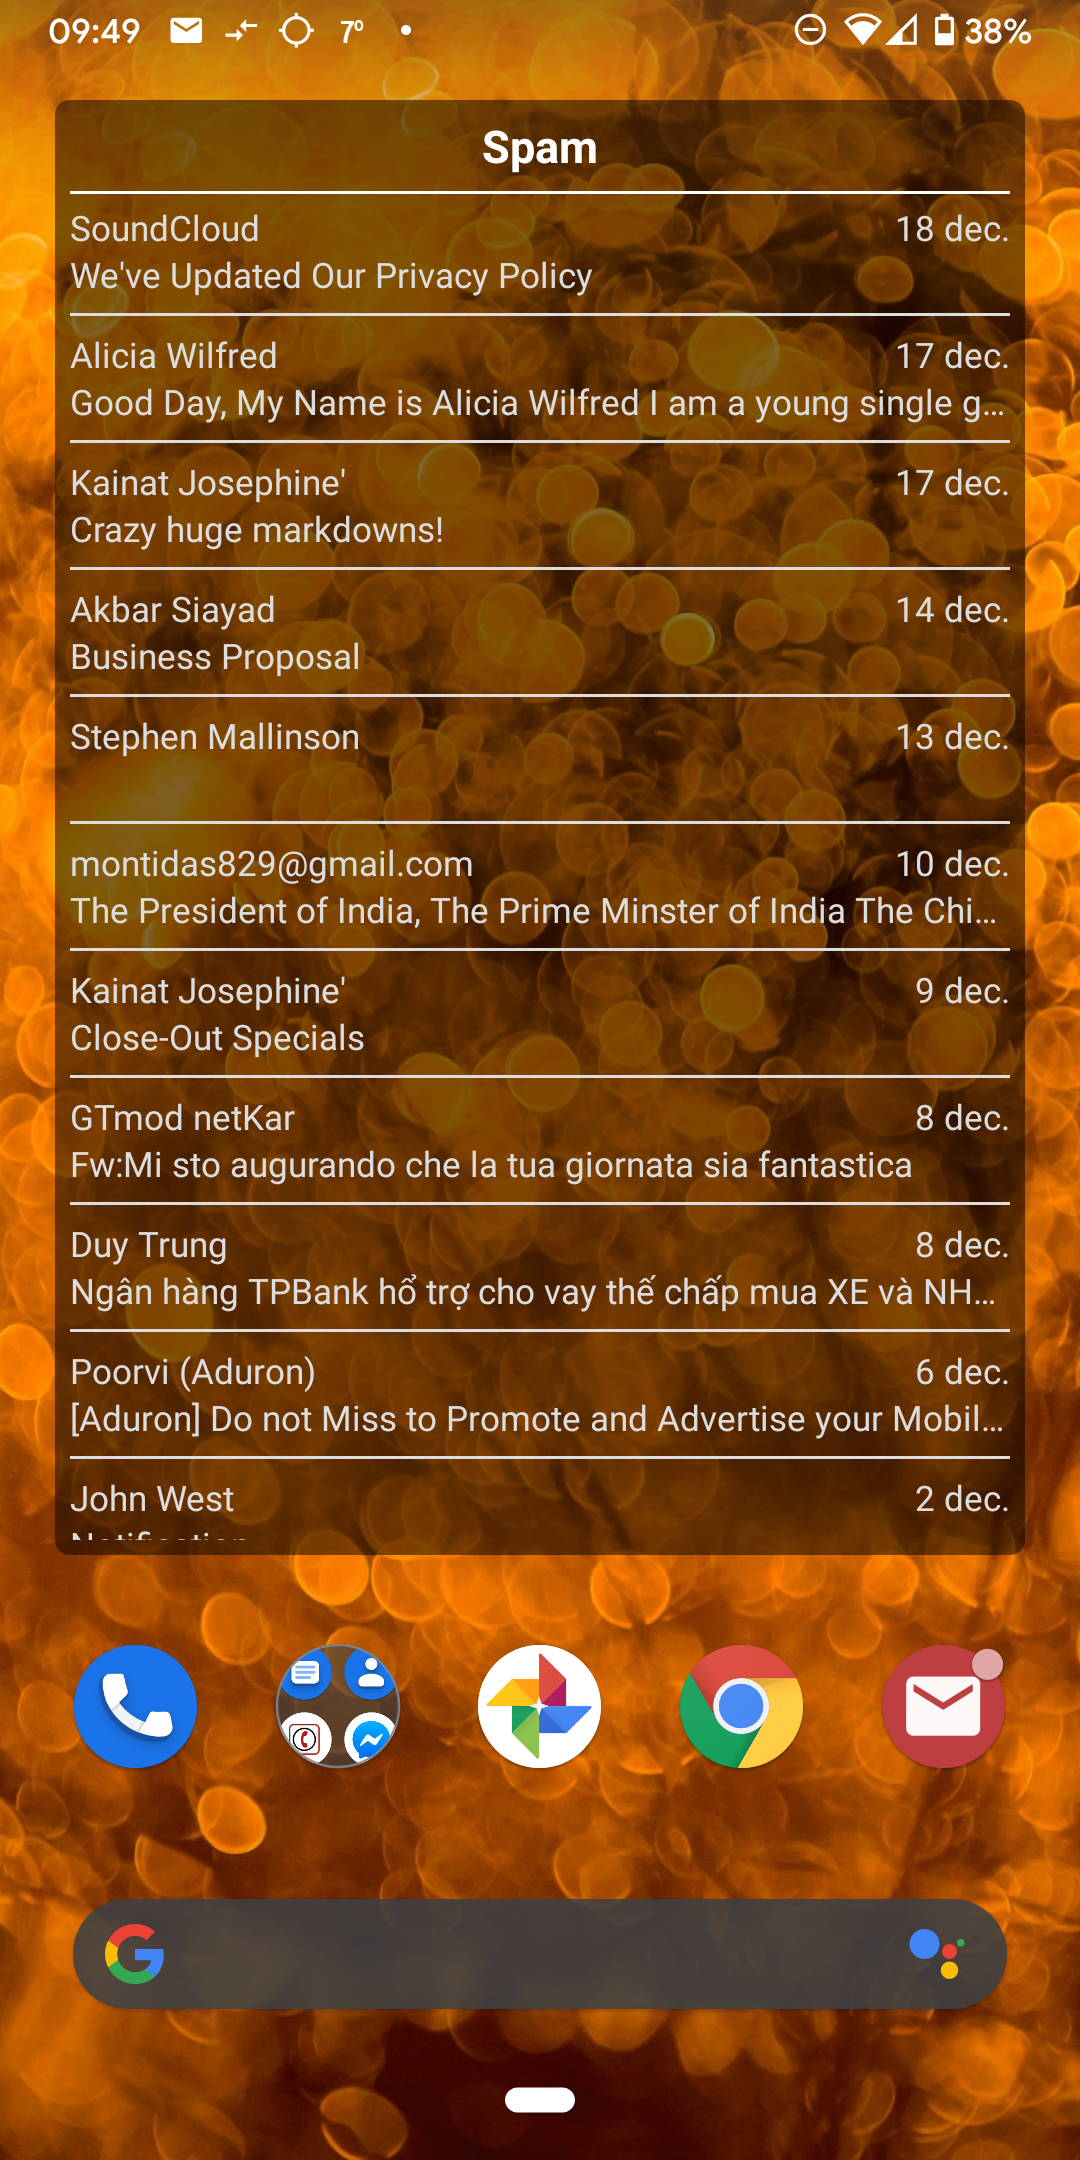 09:49 7° 38%
Spam
SoundCloud 18 dec.
We've Updated Our Privacy Policy
Alicia Wilfred 17 dec.
Good Day, My Name is Alicia Wilfred I am a young single g…
Kainat Josephine' 17 dec.
Crazy huge markdowns!
Akbar Siayad 14 dec.
Business Proposal
Stephen Mallinson 13 dec.
montidas829@gmail.com 10 dec.
The President of India, The Prime Minster of India The Chi…
Kainat Josephine' 9 dec.
Close-Out Specials
GTmod netKar 8 dec.
Fw:Mi sto augurando che la tua giornata sia fantastica
Duy Trung 8 dec.
Ngân hàng TPBank hổ trợ cho vay thế chấp mua XE và NH…
Poorvi (Aduron) 6 dec.
[Aduron] Do not Miss to Promote and Advertise your Mobil…
John West 2 dec.
Notification